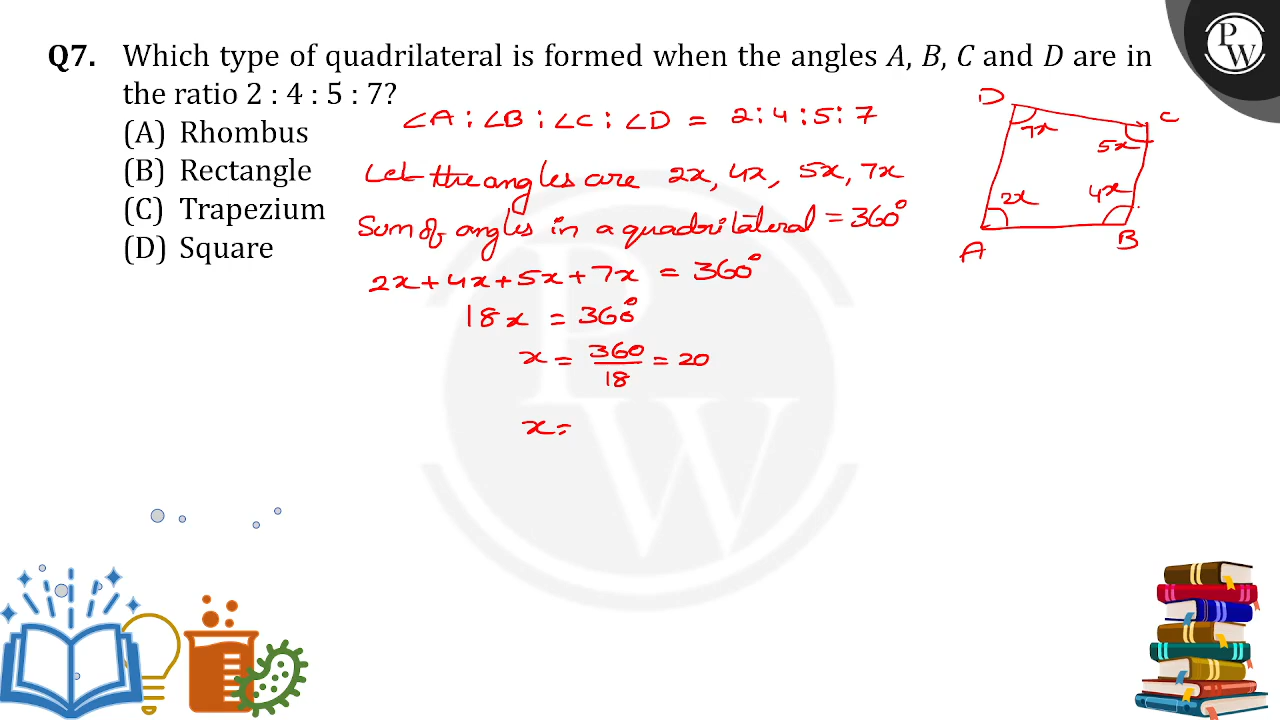 Q7. Which type of quadrilateral is formed when the angles A, B, C and D are in
the ratio 2 : 4 : 5 : 7?
(A) Rhombus
(B) Rectangle
(C) Trapezium
(D) Square
∠A : ∠B : ∠C : ∠D = 2 : 4 : 5 : 7
Let the angles are 2x, 4x, 5x, 7x
Sum of angles in a quadrilateral = 360°
2x + 4x + 5x + 7x = 360°
18x = 360°
x = 360/18 = 20
x =
D
C
7x
5x
2x
4x
A
B
PW
PW